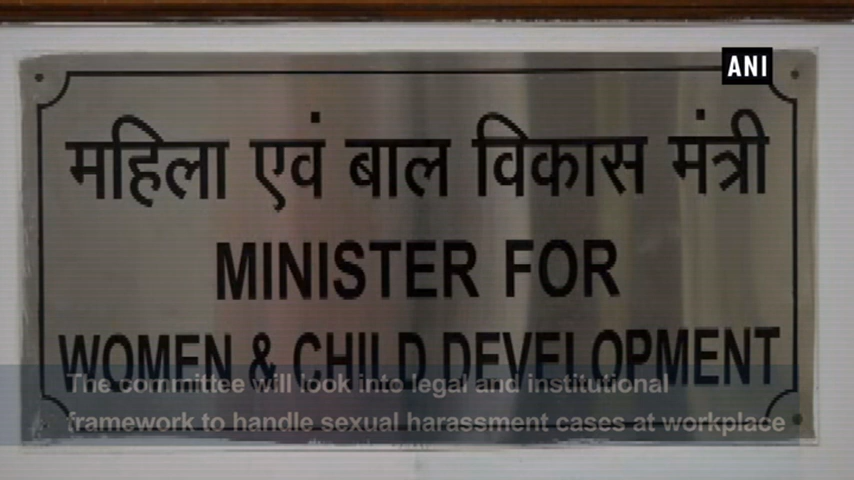 ANI
महिला एवं बाल विकास मंत्री
MINISTER FOR
WOMEN & CHILD DEVELOPMENT
The committee will look into legal and institutional
framework to handle sexual harassment cases at workplace